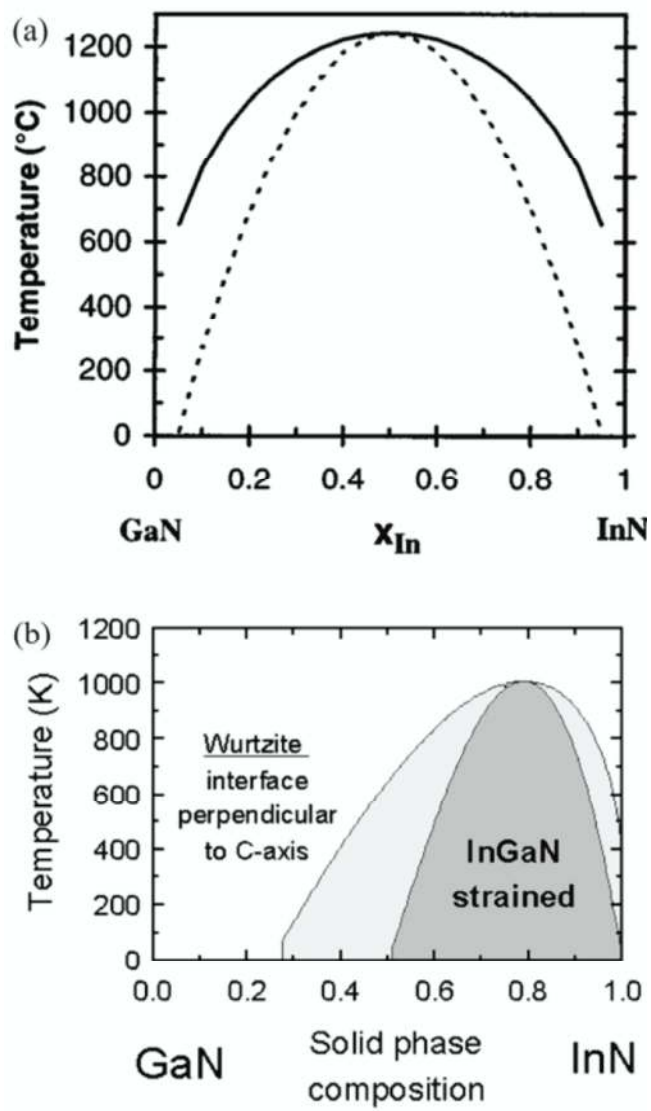 (a)
1200
1000
800
600
400
200
0
Temperature (°C)
0 0.2 0.4 0.6 0.8 1
GaN x_In InN
(b)
1200
1000
800
600
400
200
0
Temperature (K)
Wurtzite
interface
perpendicular
to C-axis
InGaN
strained
0.0 0.2 0.4 0.6 0.8 1.0
GaN Solid phase InN
composition